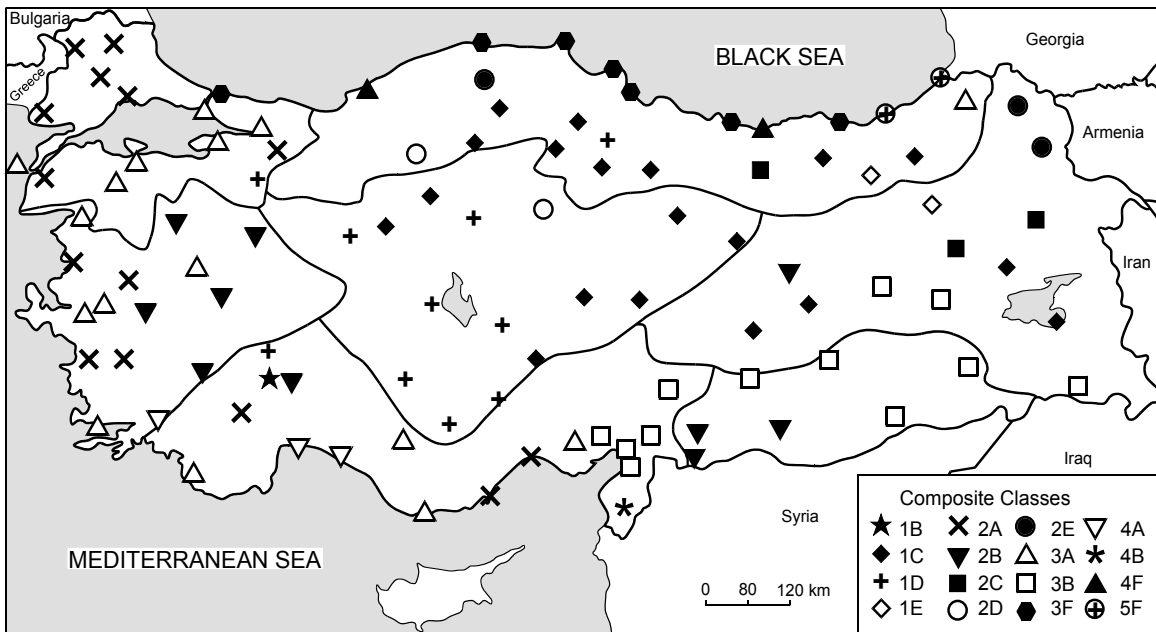 Bulgaria
BLACK SEA
Georgia
Greece
Armenia
Iran
Iraq
Syria
MEDITERRANEAN SEA
0 80 120 km
Composite Classes
1B 2A 2E 4A
1C 2B 3A 4B
1D 2C 3B 4F
1E 2D 3F 5F